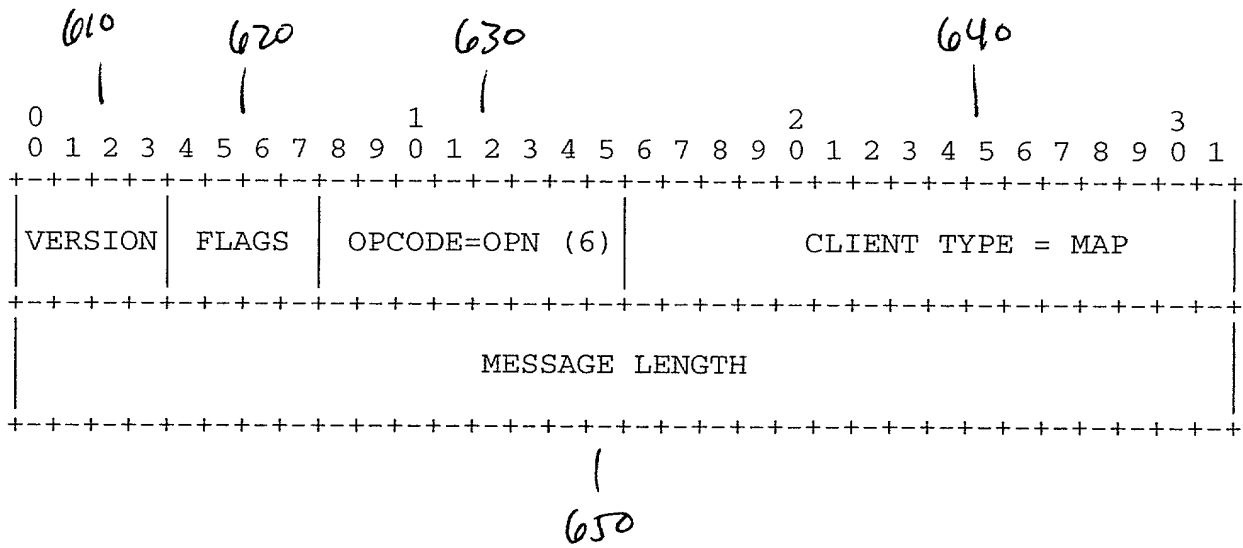 610 620 630 640
0 1 2 3
0 1 2 3 4 5 6 7 8 9 0 1 2 3 4 5 6 7 8 9 0 1 2 3 4 5 6 7 8 9 0 1
+-+-+-+-+-+-+-+-+-+-+-+-+-+-+-+-+-+-+-+-+-+-+-+-+-+-+-+-+-+-+-+-+
|VERSION| FLAGS | OPCODE=OPN (6)| CLIENT TYPE = MAP |
+-+-+-+-+-+-+-+-+-+-+-+-+-+-+-+-+-+-+-+-+-+-+-+-+-+-+-+-+-+-+-+-+
| MESSAGE LENGTH |
+-+-+-+-+-+-+-+-+-+-+-+-+-+-+-+-+-+-+-+-+-+-+-+-+-+-+-+-+-+-+-+-+
650